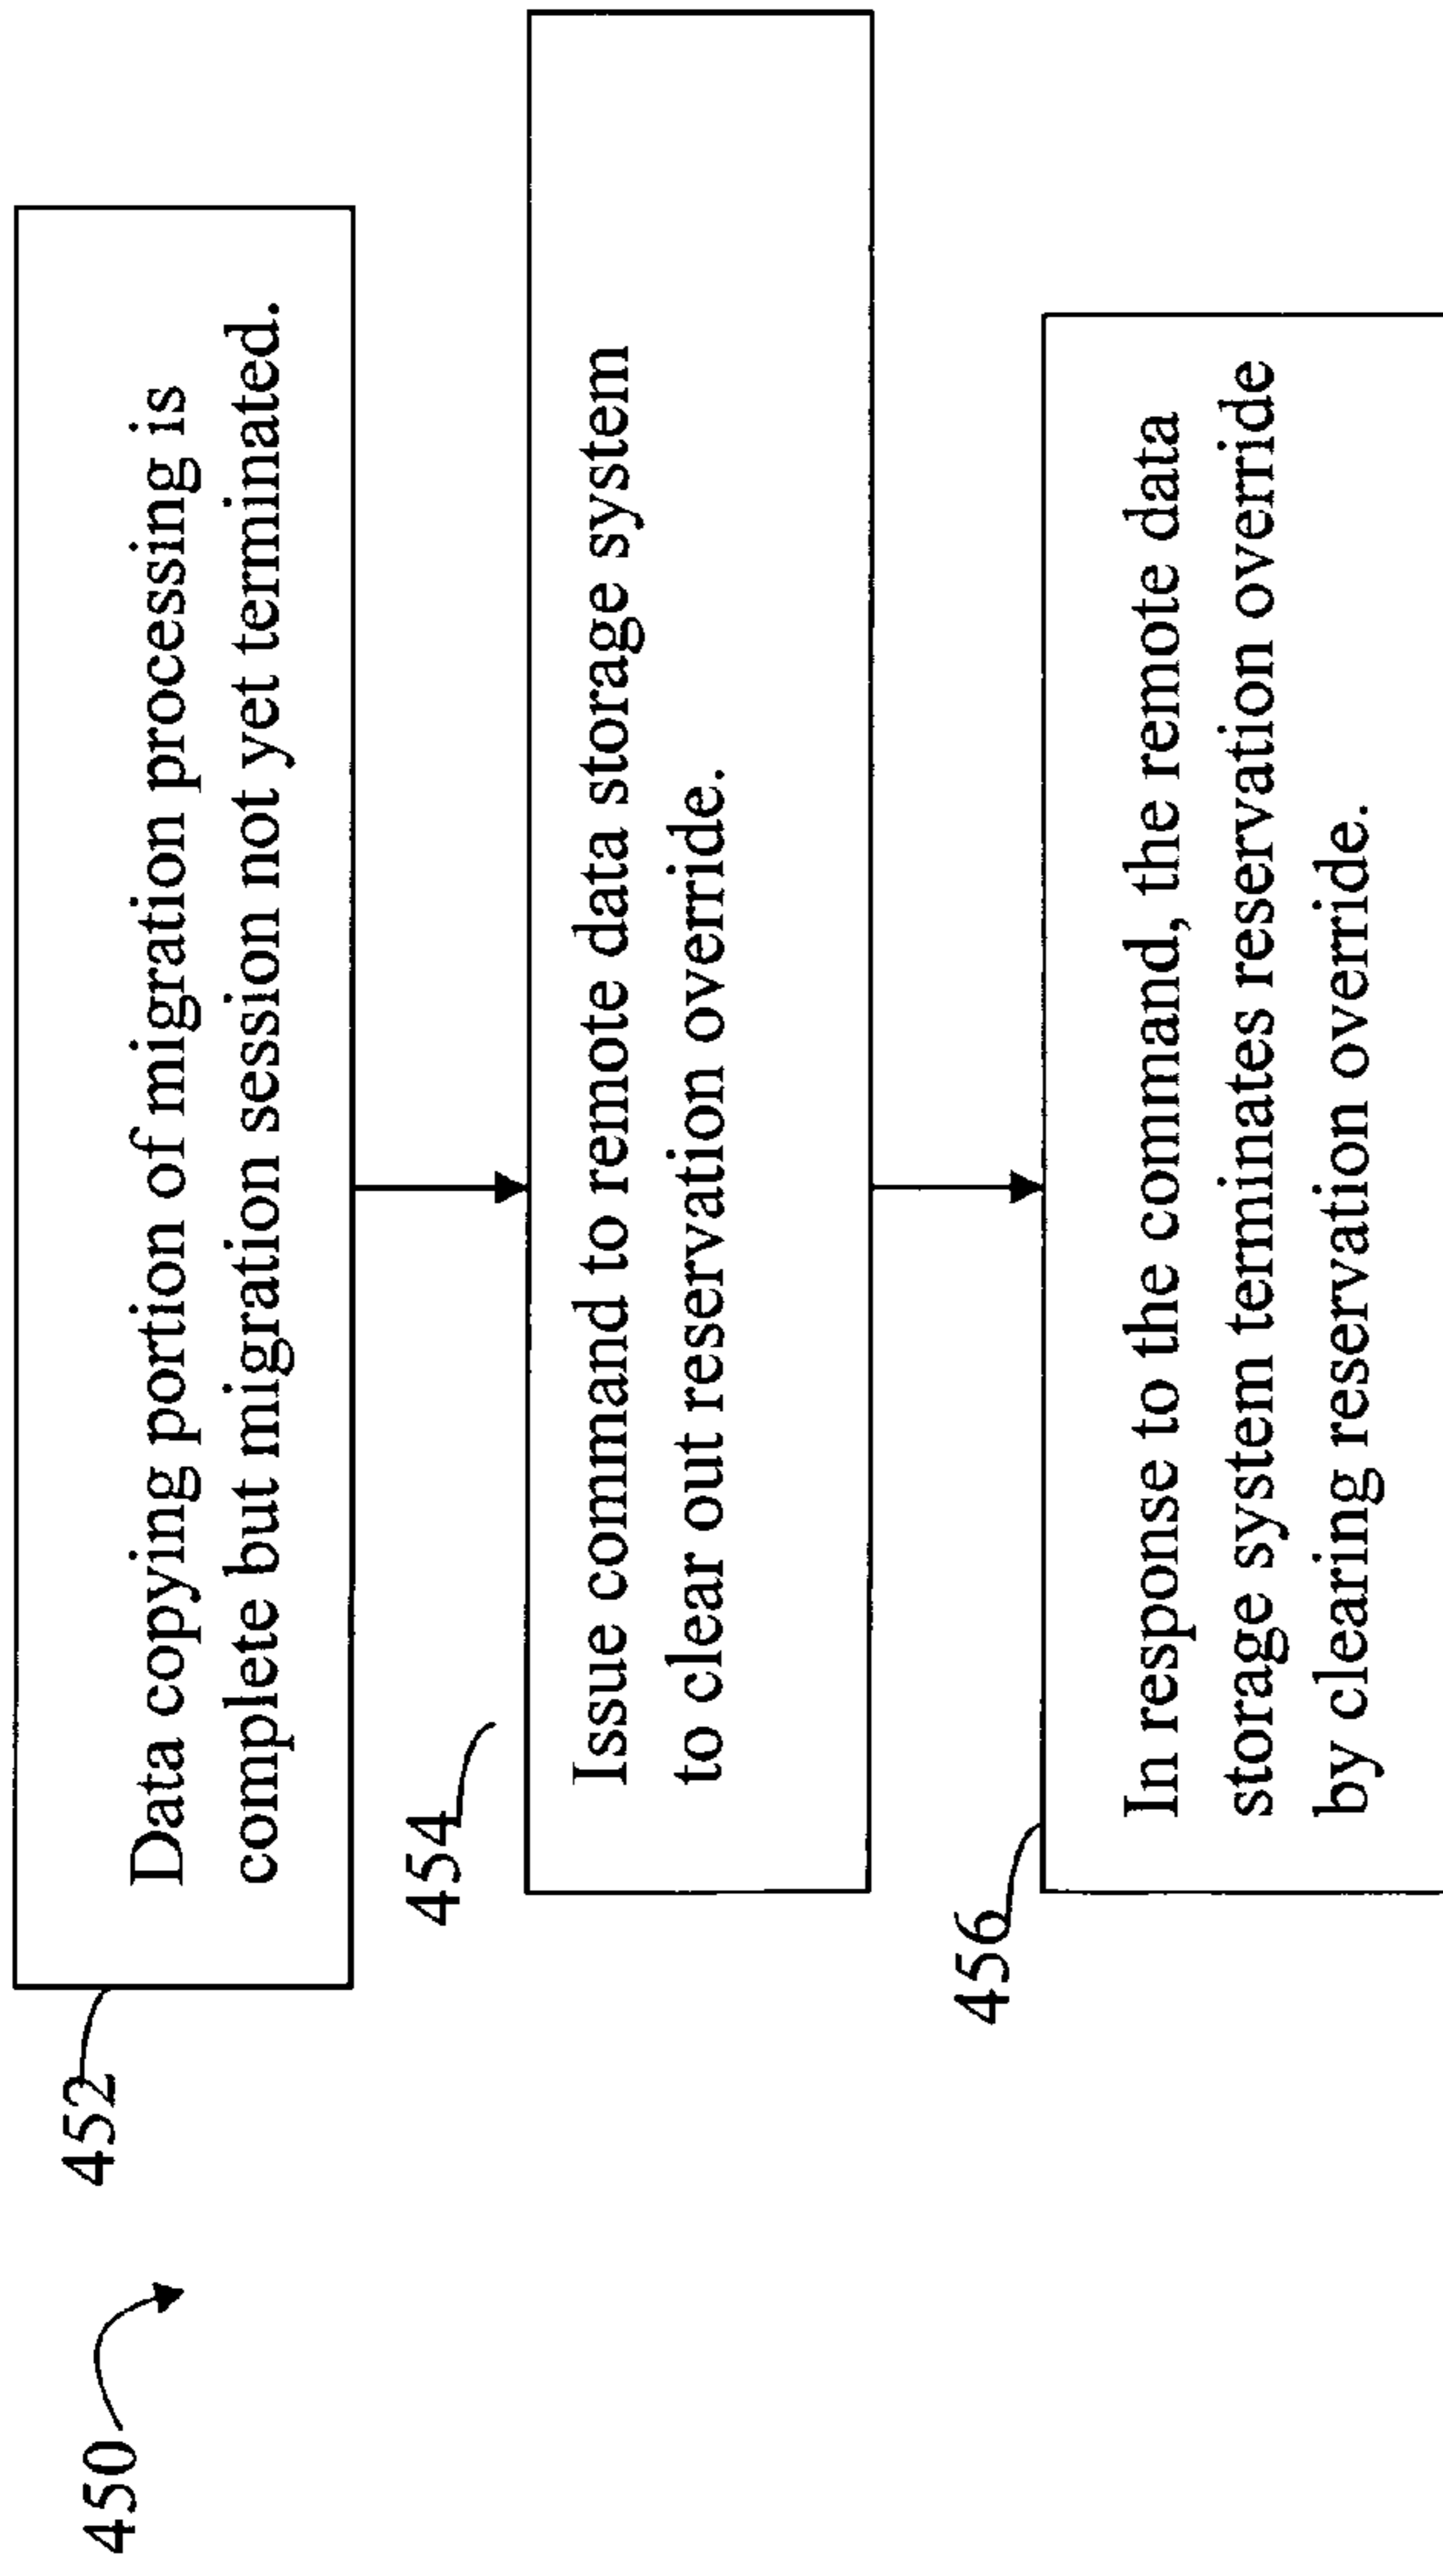 450
452
Data copying portion of migration processing is
complete but migration session not yet terminated.
454
Issue command to remote data storage system
to clear out reservation override.
456
In response to the command, the remote data
storage system terminates reservation override
by clearing reservation override.